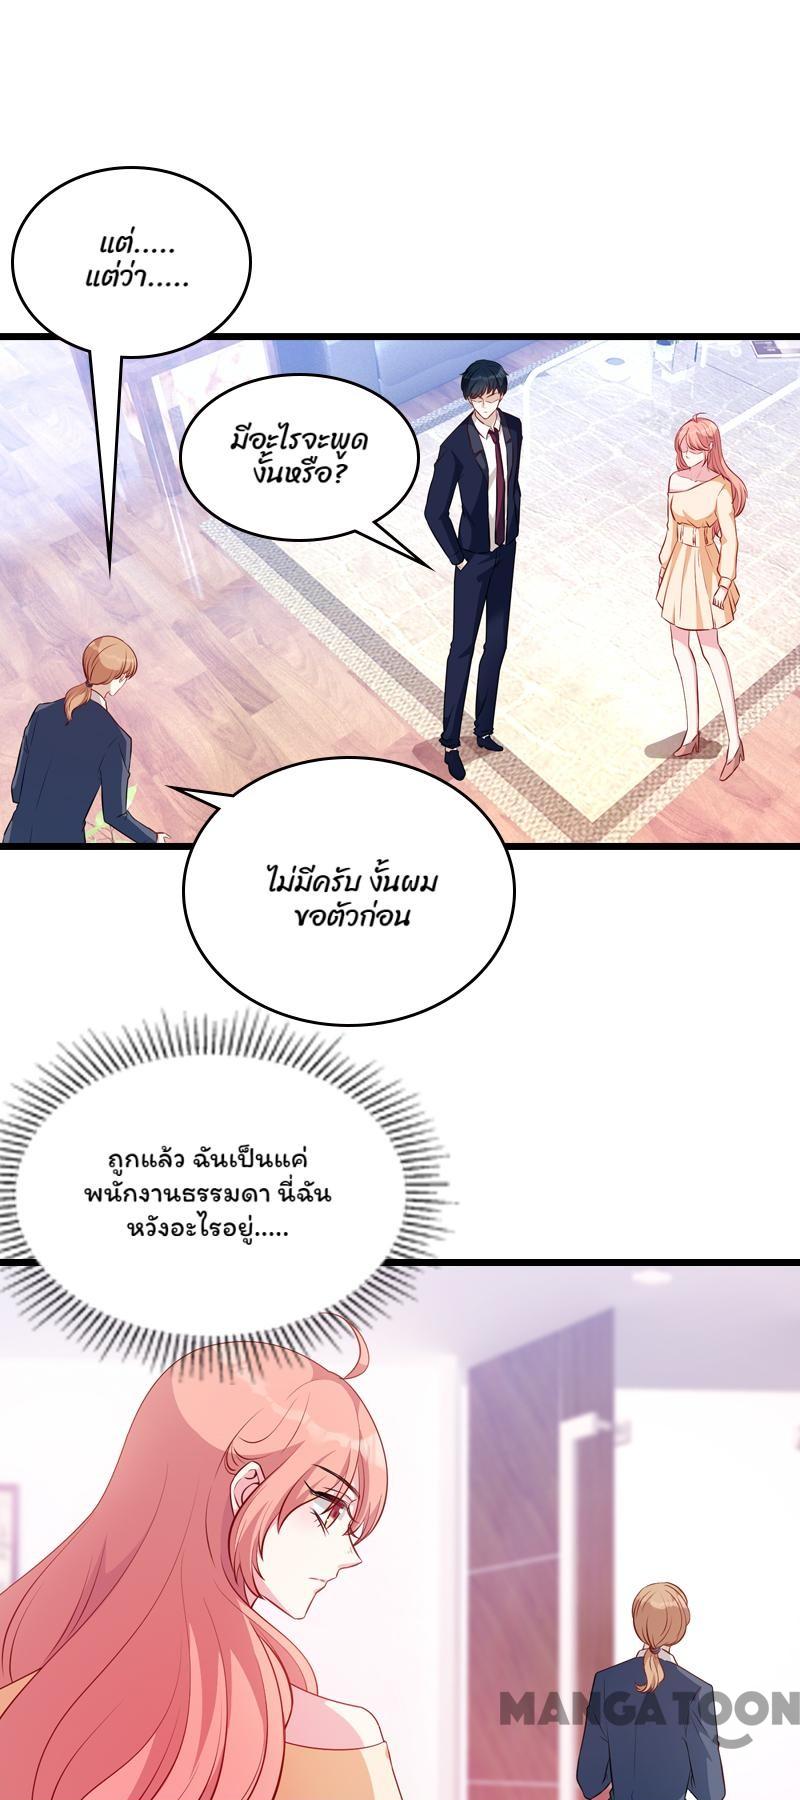 แต่.....
แต่ว่า.....
มีอะไรจะพูด
งั้นหรือ?
ไม่มีครับ งั้นผม
ขอตัวก่อน
ถูกแล้ว ฉันเป็นแค่
พนักงานธรรมดา นี่ฉัน
หวังอะไรอยู่.....
MANGATOON